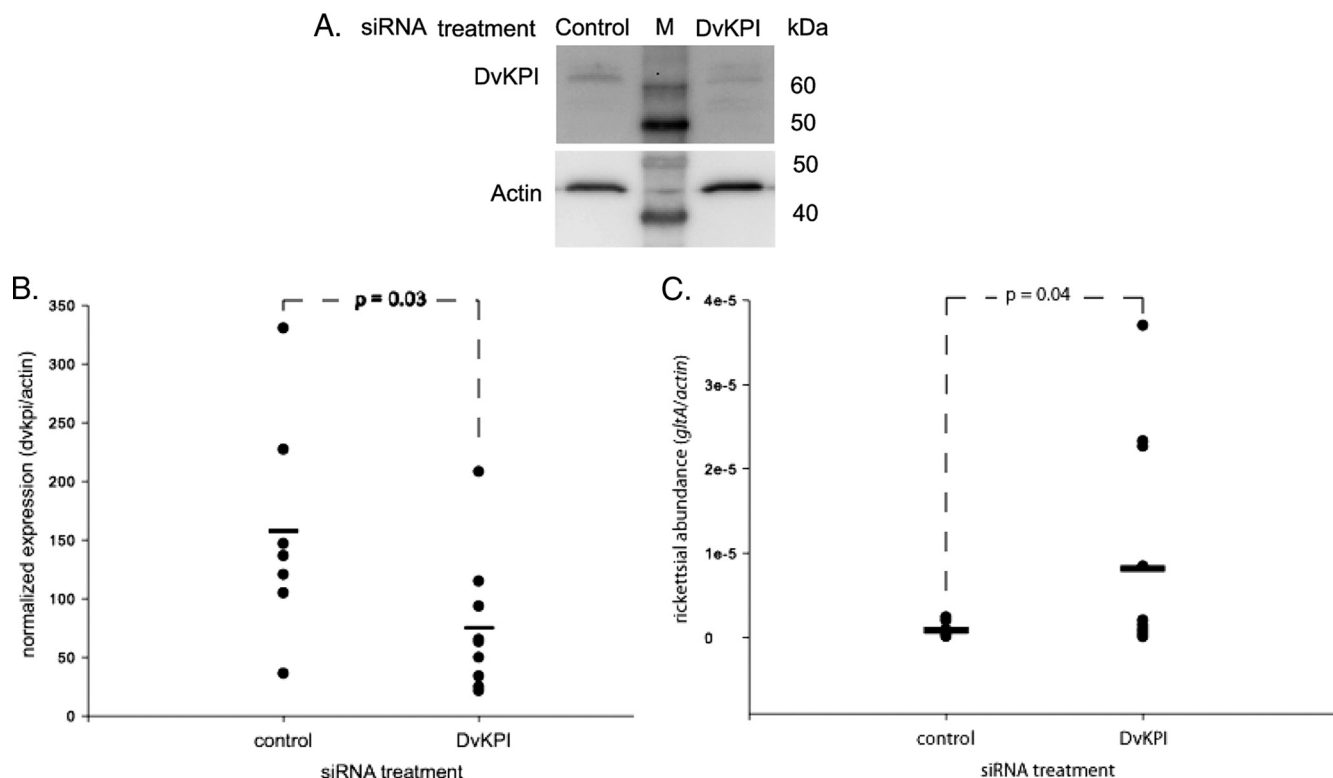 A. siRNA treatment Control M DvKPI kDa
DvKPI
60
50
50
Actin
40
B.
p = 0.03
350
300
250
200
150
100
50
0
normalized expression (dvkpi/actin)
control DvKPI
siRNA treatment
C.
p = 0.04
4e-5
3e-5
2e-5
1e-5
0
rickettsial abundance (gltA/actin)
control DvKPI
siRNA treatment